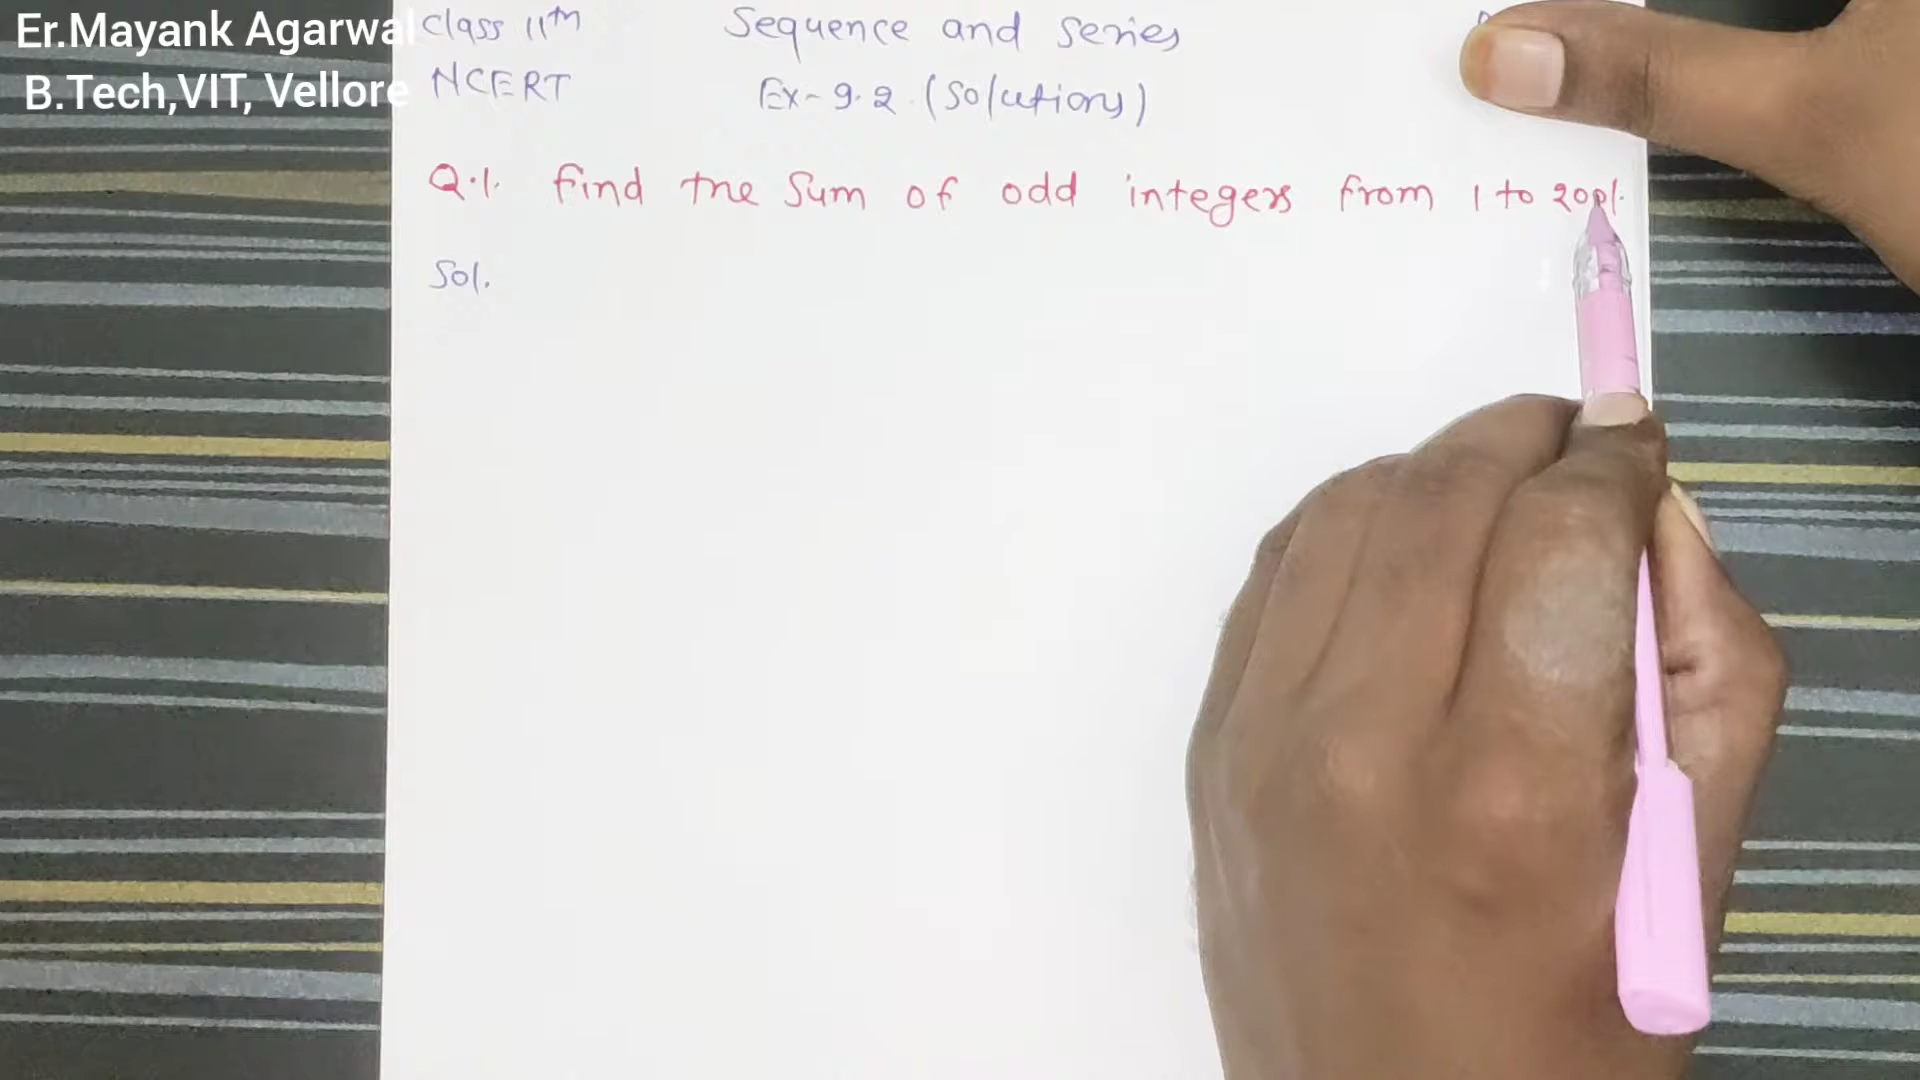 Er.Mayank Agarwal
B.Tech,VIT, Vellore
Class 11th
NCERT
Sequence and Series
Ex-9.2 (Solutions)
Q.1. Find the Sum of odd integers from 1 to 2001.
Sol.